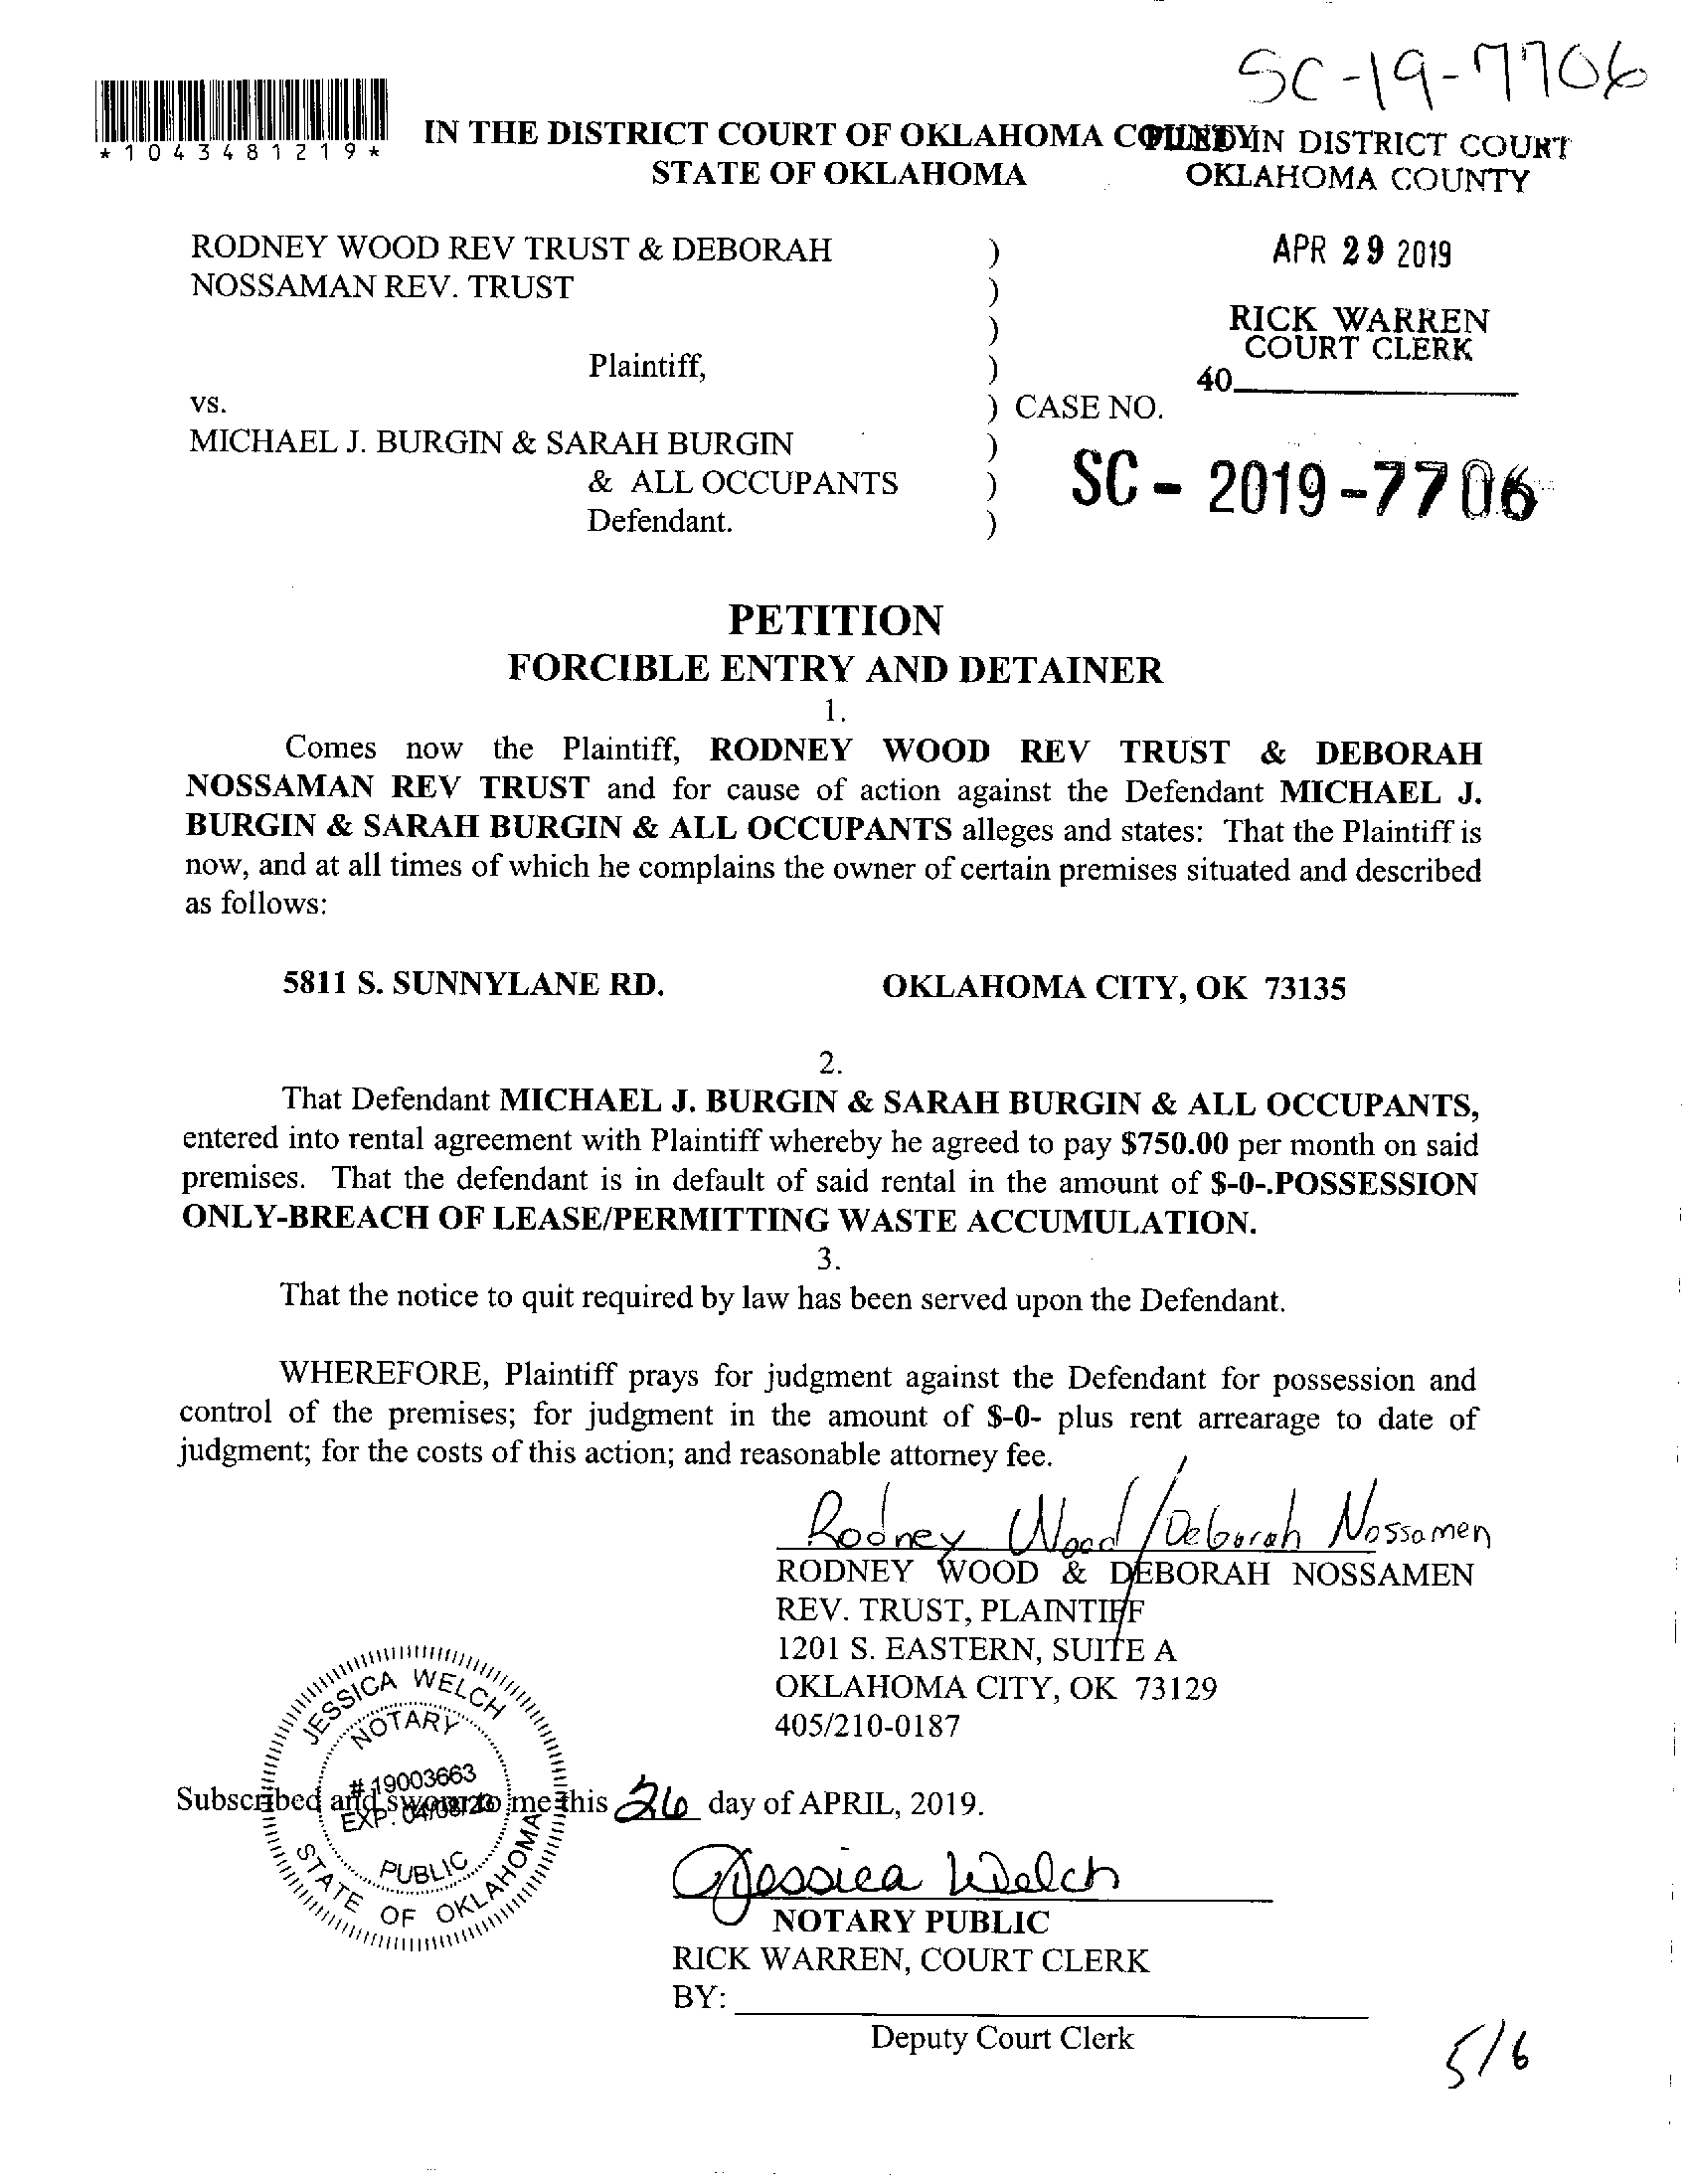 SC-19-7706
*1043481219*
IN THE DISTRICT COURT OF OKLAHOMA COUNTY
STATE OF OKLAHOMA
FILED IN DISTRICT COURT
OKLAHOMA COUNTY
RODNEY WOOD REV TRUST & DEBORAH )
NOSSAMAN REV. TRUST )
APR 29 2019
)
RICK WARREN
COURT CLERK
Plaintiff, )
40
vs. ) CASE NO.
MICHAEL J. BURGIN & SARAH BURGIN )
& ALL OCCUPANTS )
SC - 2019 - 7706
Defendant. )
PETITION
FORCIBLE ENTRY AND DETAINER
1.
Comes now the Plaintiff, RODNEY WOOD REV TRUST & DEBORAH
NOSSAMAN REV TRUST and for cause of action against the Defendant MICHAEL J.
BURGIN & SARAH BURGIN & ALL OCCUPANTS alleges and states: That the Plaintiff is
now, and at all times of which he complains the owner of certain premises situated and described
as follows:
5811 S. SUNNYLANE RD. OKLAHOMA CITY, OK 73135
2.
That Defendant MICHAEL J. BURGIN & SARAH BURGIN & ALL OCCUPANTS,
entered into rental agreement with Plaintiff whereby he agreed to pay $750.00 per month on said
premises. That the defendant is in default of said rental in the amount of $-0-.POSSESSION
ONLY-BREACH OF LEASE/PERMITTING WASTE ACCUMULATION.
3.
That the notice to quit required by law has been served upon the Defendant.
WHEREFORE, Plaintiff prays for judgment against the Defendant for possession and
control of the premises; for judgment in the amount of $-0- plus rent arrearage to date of
judgment; for the costs of this action; and reasonable attorney fee.
Rodney Wood / Deborah Nossamen
RODNEY WOOD & DEBORAH NOSSAMEN
REV. TRUST, PLAINTIFF
1201 S. EASTERN, SUITE A
OKLAHOMA CITY, OK 73129
405/210-0187
JESSICA WELCH
NOTARY
# 19003663
EXP. 04/08/23
PUBLIC
STATE OF OKLAHOMA
Subscribed and sworn to me this 26 day of APRIL, 2019.
Jessica Welch
NOTARY PUBLIC
RICK WARREN, COURT CLERK
BY:
Deputy Court Clerk
5/6